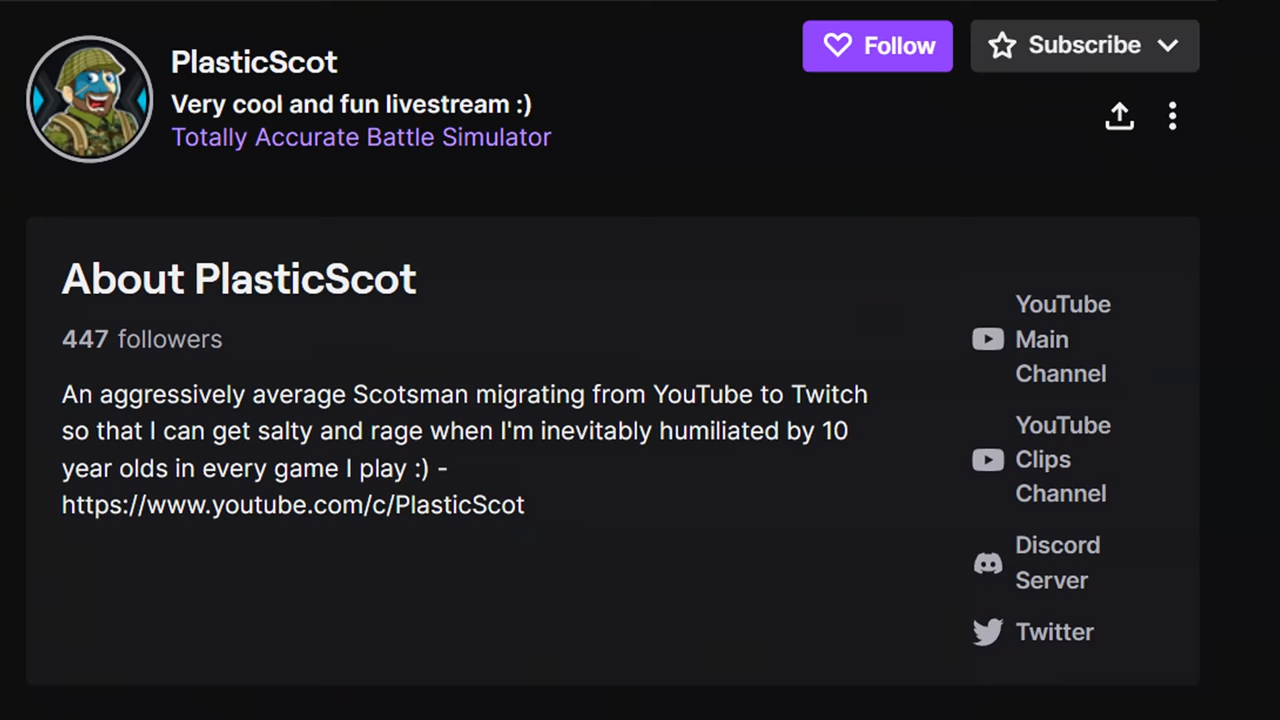 PlasticScot
Very cool and fun livestream :)
Totally Accurate Battle Simulator
Follow
Subscribe
About PlasticScot
447 followers
An aggressively average Scotsman migrating from YouTube to Twitch
so that I can get salty and rage when I'm inevitably humiliated by 10
year olds in every game I play :) -
https://www.youtube.com/c/PlasticScot
YouTube
Main
Channel
YouTube
Clips
Channel
Discord
Server
Twitter